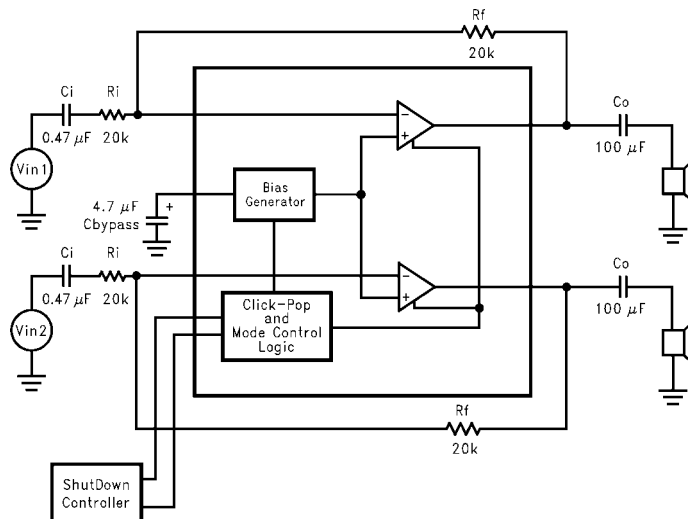 Rf
20k
Ci
Ri
0.47 μF
20k
Vin1
−
+
Co
100 μF
4.7 μF
+
Cbypass
Bias
Generator
Ci
Ri
0.47 μF
20k
Vin2
−
+
Co
100 μF
Click-Pop
and
Mode Control
Logic
Rf
20k
ShutDown
Controller